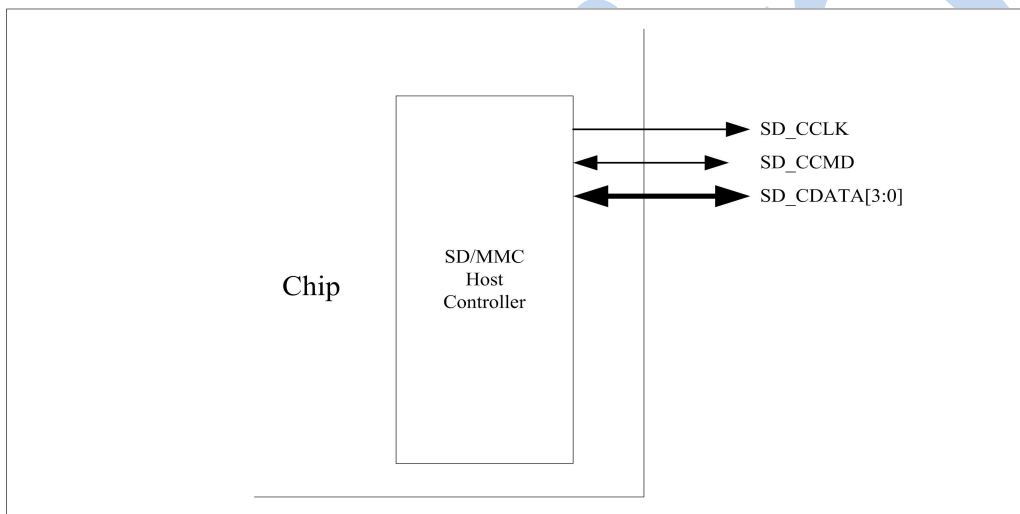 SD_CCLK
SD_CCMD
SD_CDATA[3:0]
SD/MMC
Host
Controller
Chip